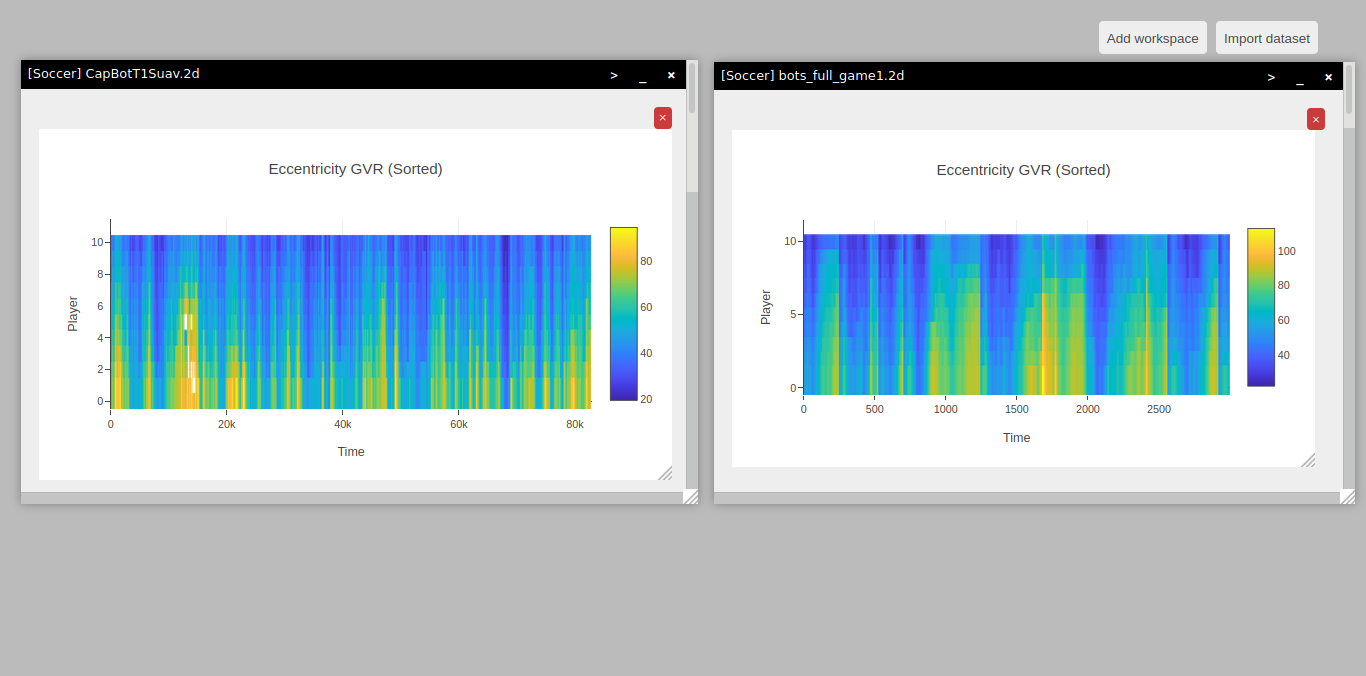 Add workspace
Import dataset
[Soccer] CapBotT1Suav.2d
> _ ×
×
Eccentricity GVR (Sorted)
10
8
6
4
2
0
Player
0 20k 40k 60k 80k
Time
80
60
40
20
[Soccer] bots_full_game1.2d
> _ ×
×
Eccentricity GVR (Sorted)
10
5
0
Player
0 500 1000 1500 2000 2500
Time
100
80
60
40